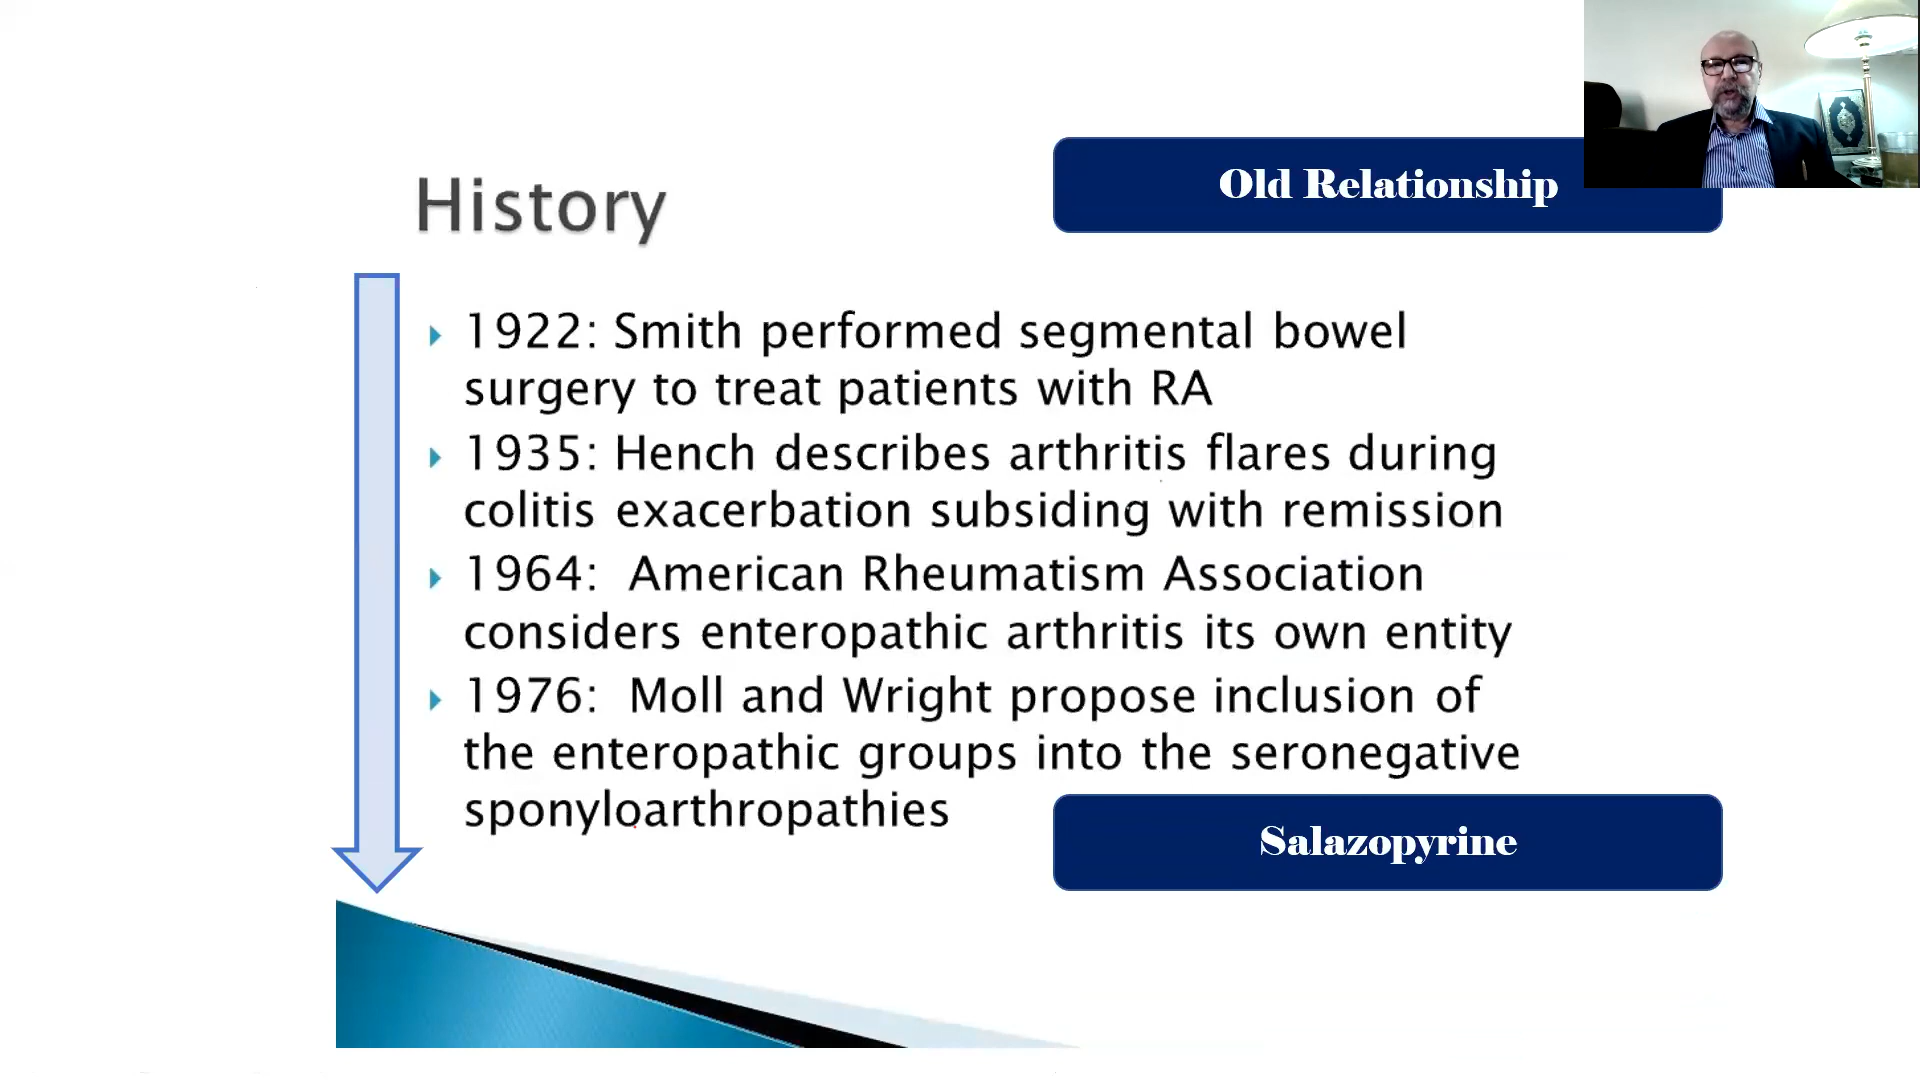 Old Relationship
History
1922: Smith performed segmental bowel
surgery to treat patients with RA
1935: Hench describes arthritis flares during
colitis exacerbation subsiding with remission
1964:  American Rheumatism Association
considers enteropathic arthritis its own entity
1976:  Moll and Wright propose inclusion of
the enteropathic groups into the seronegative
sponyloarthropathies
Salazopyrine